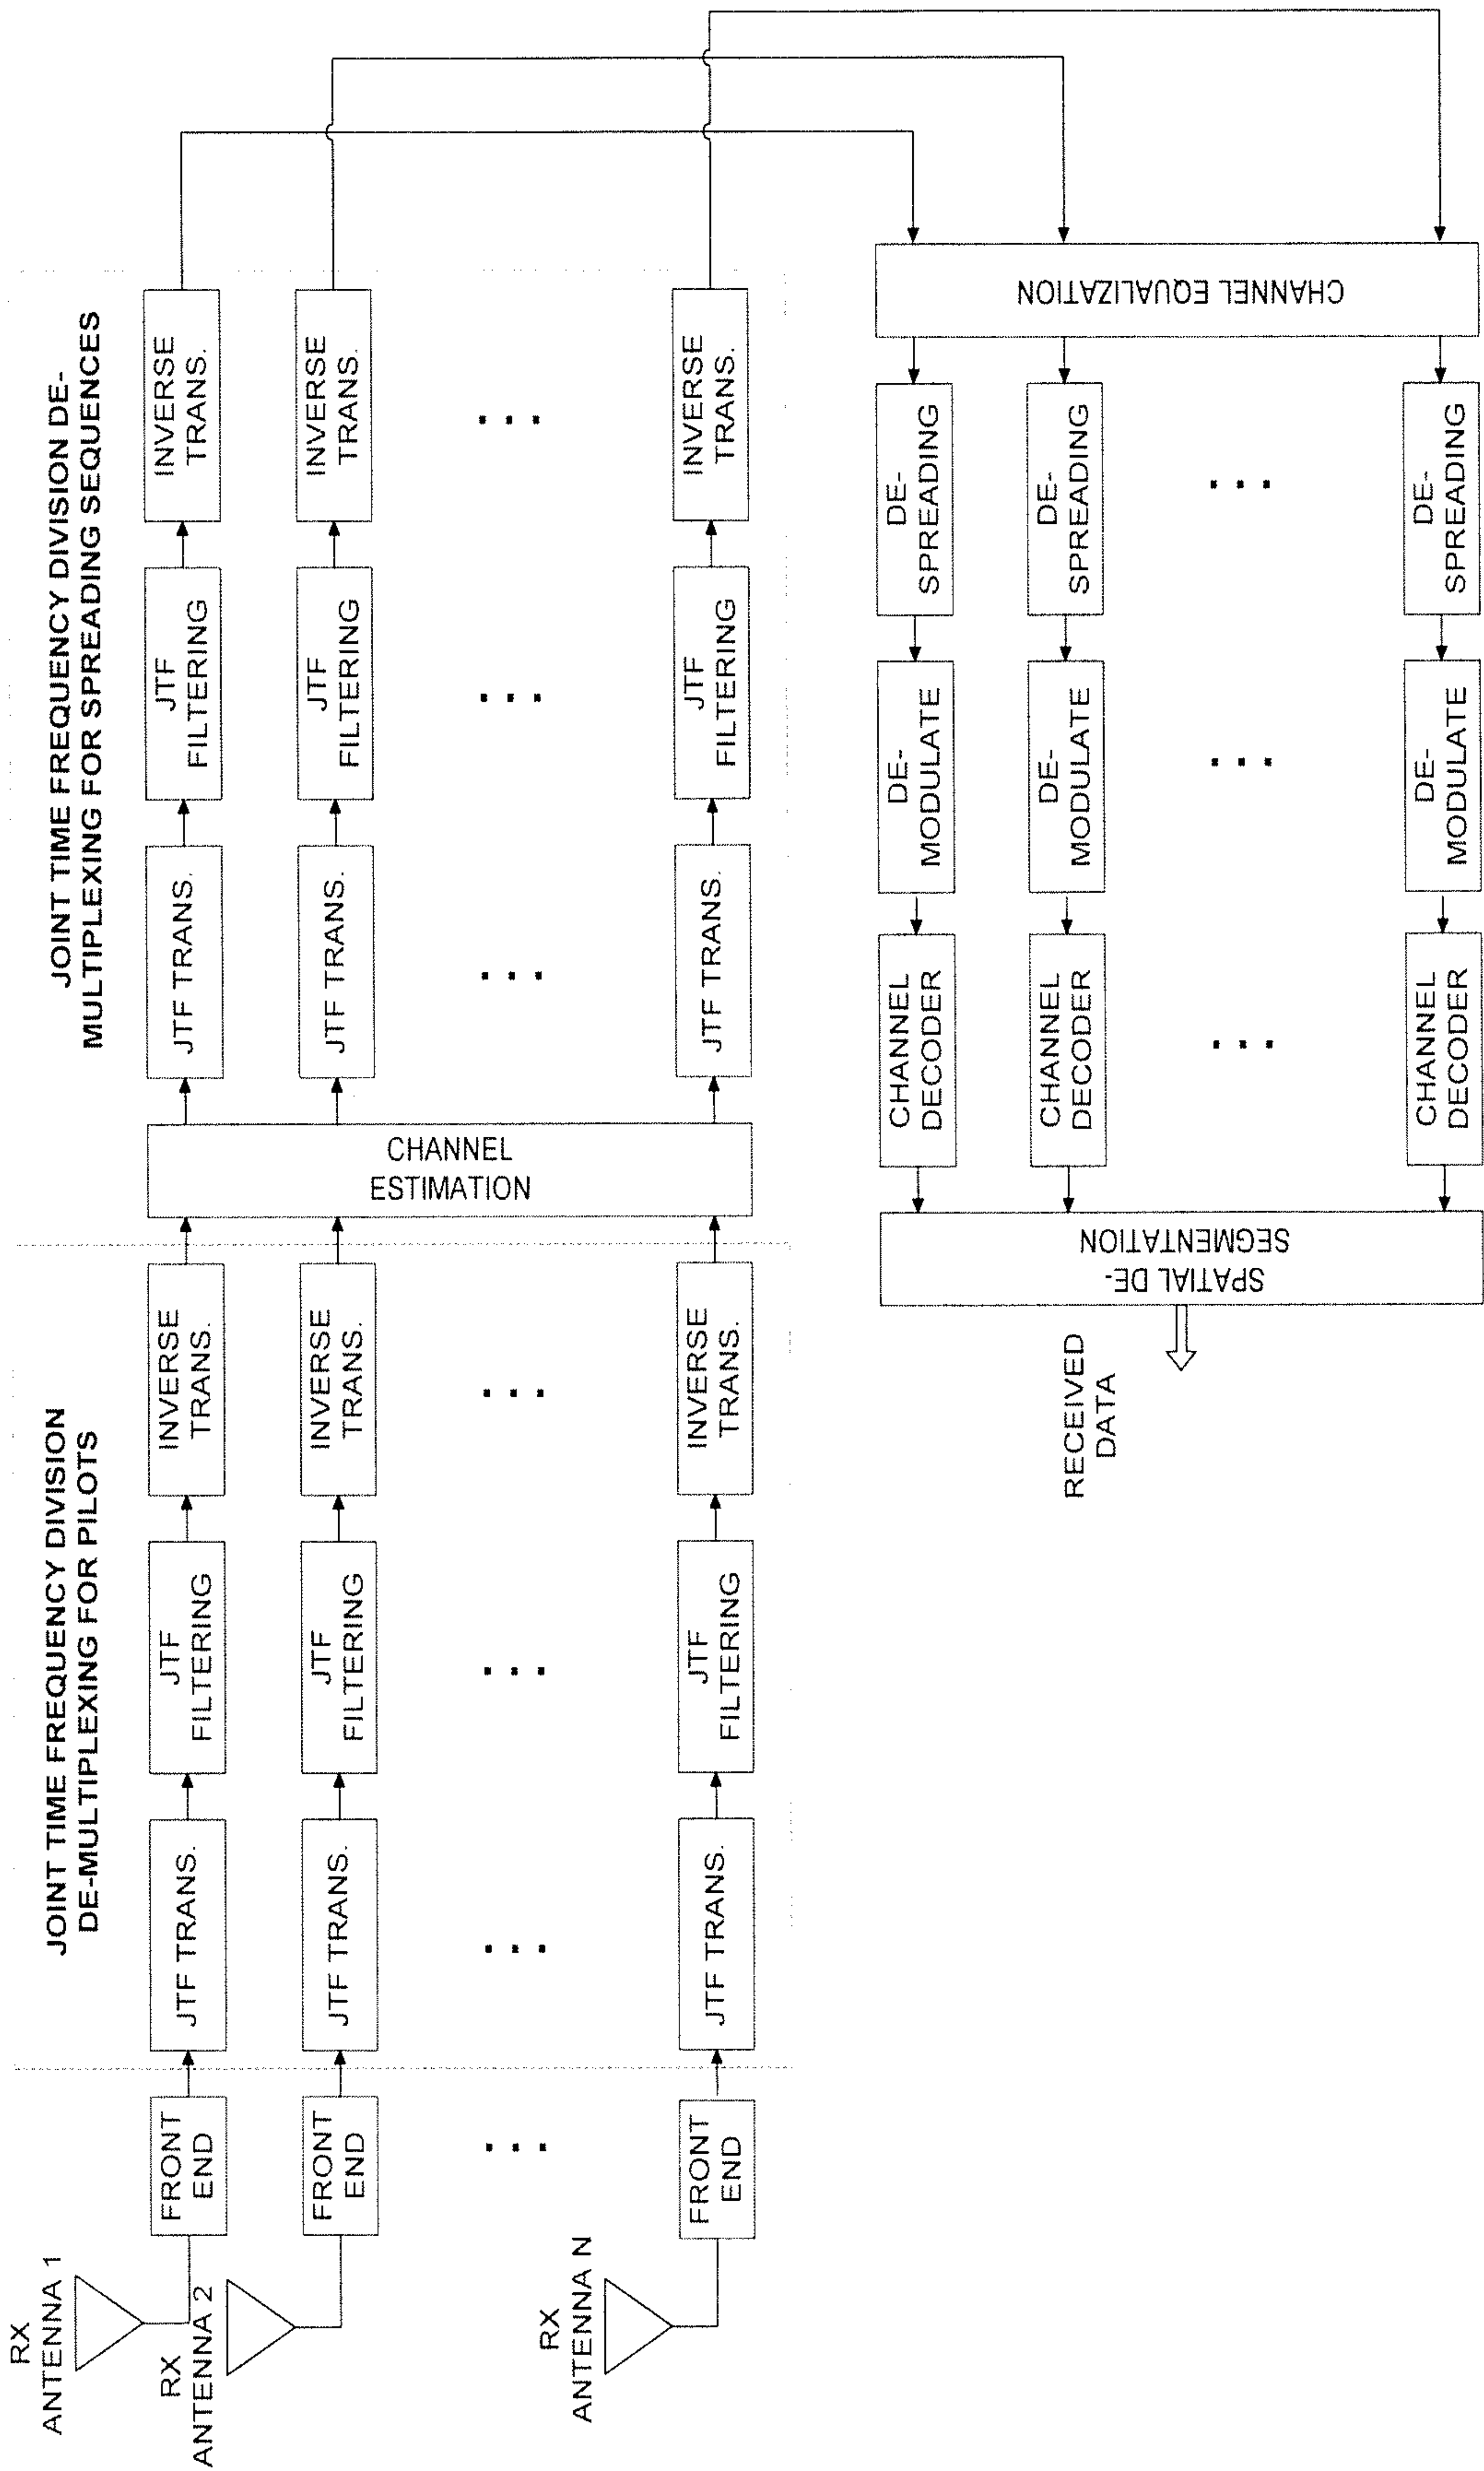 JOINT TIME FREQUENCY DIVISION
DE-MULTIPLEXING FOR PILOTS
JOINT TIME FREQUENCY DIVISION DE-
MULTIPLEXING FOR SPREADING SEQUENCES
RX
ANTENNA 1
FRONT
END
JTF TRANS.
JTF
FILTERING
INVERSE
TRANS.
RX
ANTENNA 2
FRONT
END
JTF TRANS.
JTF
FILTERING
INVERSE
TRANS.
RX
ANTENNA N
FRONT
END
JTF TRANS.
JTF
FILTERING
INVERSE
TRANS.
CHANNEL
ESTIMATION
JTF TRANS.
JTF
FILTERING
INVERSE
TRANS.
JTF TRANS.
JTF
FILTERING
INVERSE
TRANS.
JTF TRANS.
JTF
FILTERING
INVERSE
TRANS.
CHANNEL EQUALIZATION
DE-
SPREADING
DE-
MODULATE
CHANNEL
DECODER
DE-
SPREADING
DE-
MODULATE
CHANNEL
DECODER
DE-
SPREADING
DE-
MODULATE
CHANNEL
DECODER
SPATIAL DE-
SEGMENTATION
RECEIVED
DATA